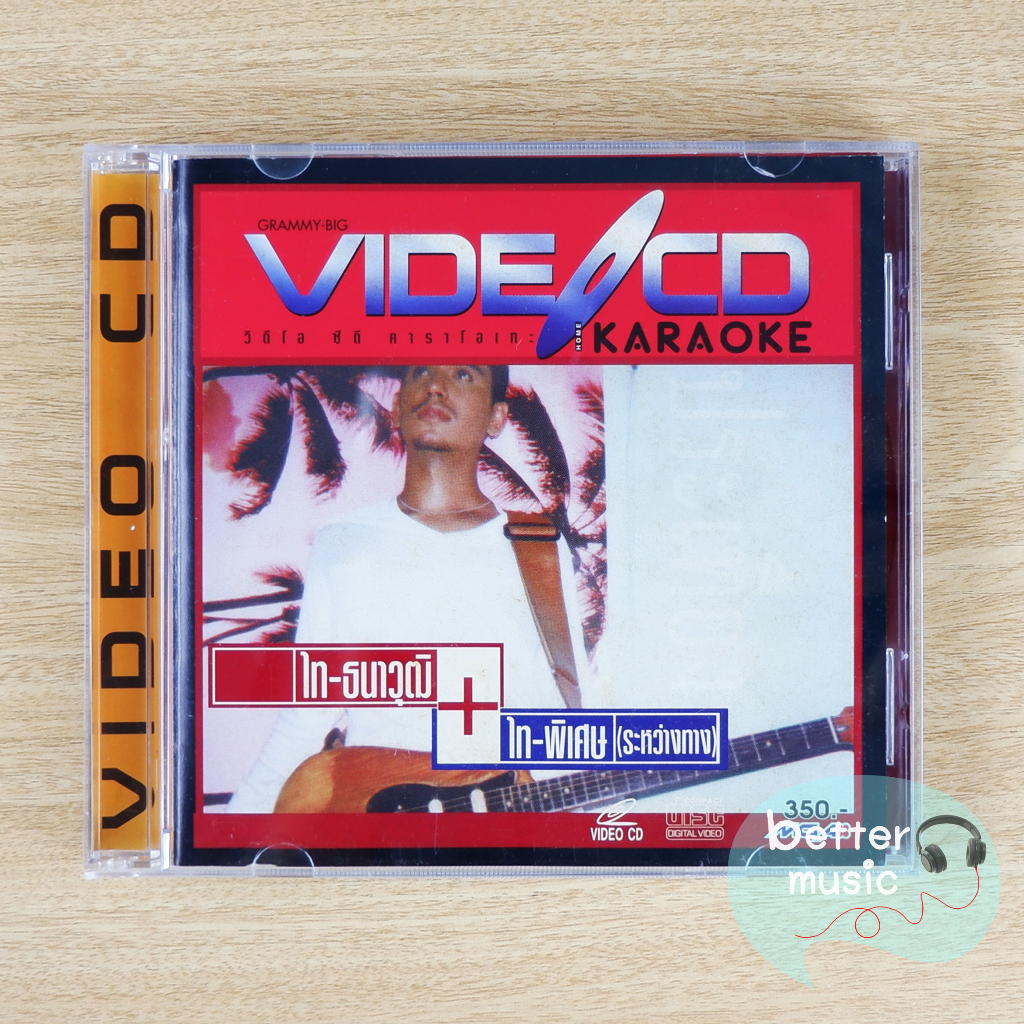 VIDEO CD
GRAMMY-BIG
VIDEOCD
วิดีโอ ซีดี คาราโอเกะ
HOME
KARAOKE
ไท-ธนาวุฒิ
+
ไท-พิเศษ (ระหว่างทาง)
VIDEO CD
DISC
DIGITAL VIDEO
350.-
better
music